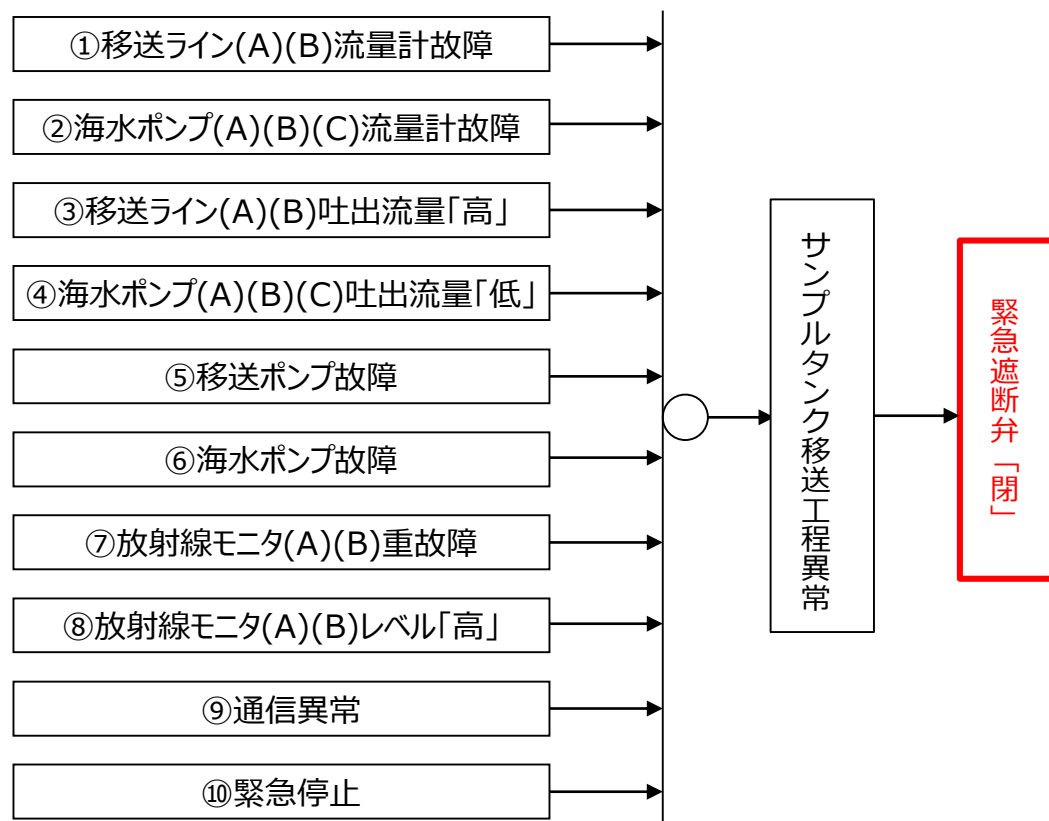 ①移送ライン(A)(B)流量計故障
②海水ポンプ(A)(B)(C)流量計故障
③移送ライン(A)(B)吐出流量「高」
④海水ポンプ(A)(B)(C)吐出流量「低」
⑤移送ポンプ故障
⑥海水ポンプ故障
⑦放射線モニタ(A)(B)重故障
⑧放射線モニタ(A)(B)レベル「高」
⑨通信異常
⑩緊急停止
サンプルタンク移送工程異常
緊急遮断弁「閉」